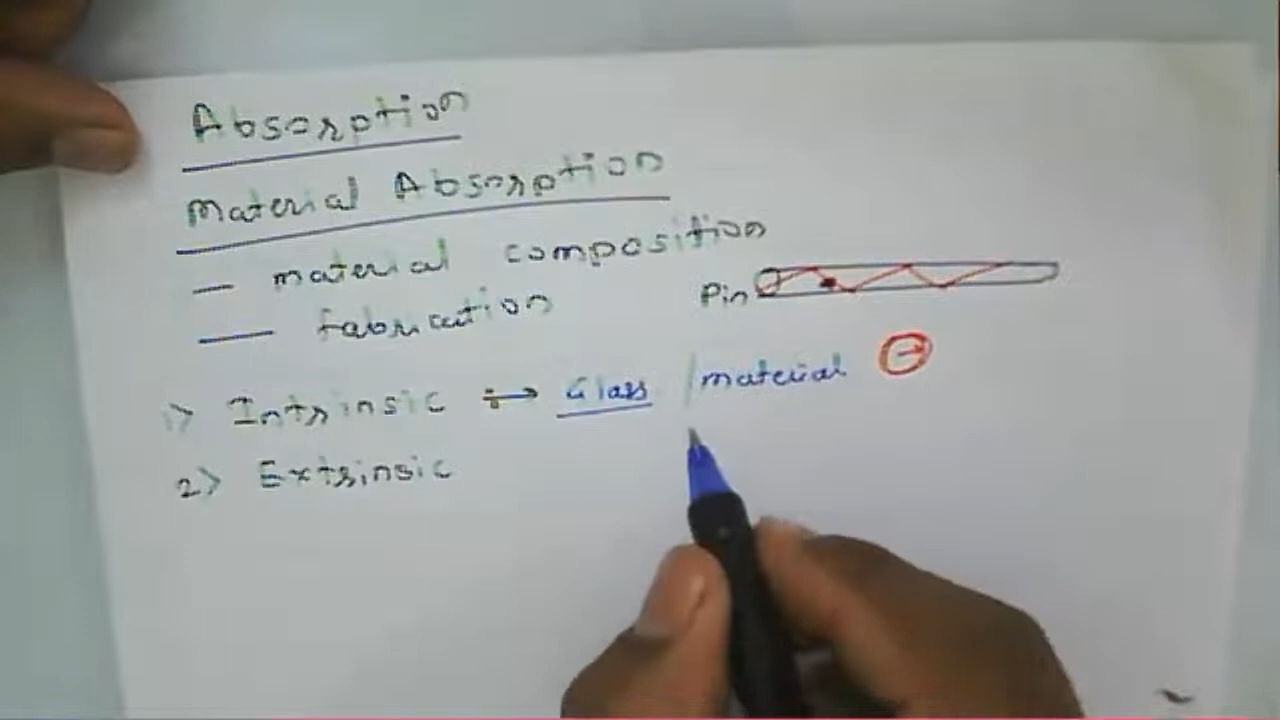 Absorption
Material Absorption
— material composition
— fabrication
Pin
1) Intrinsic → Glass / material
2) Extrinsic